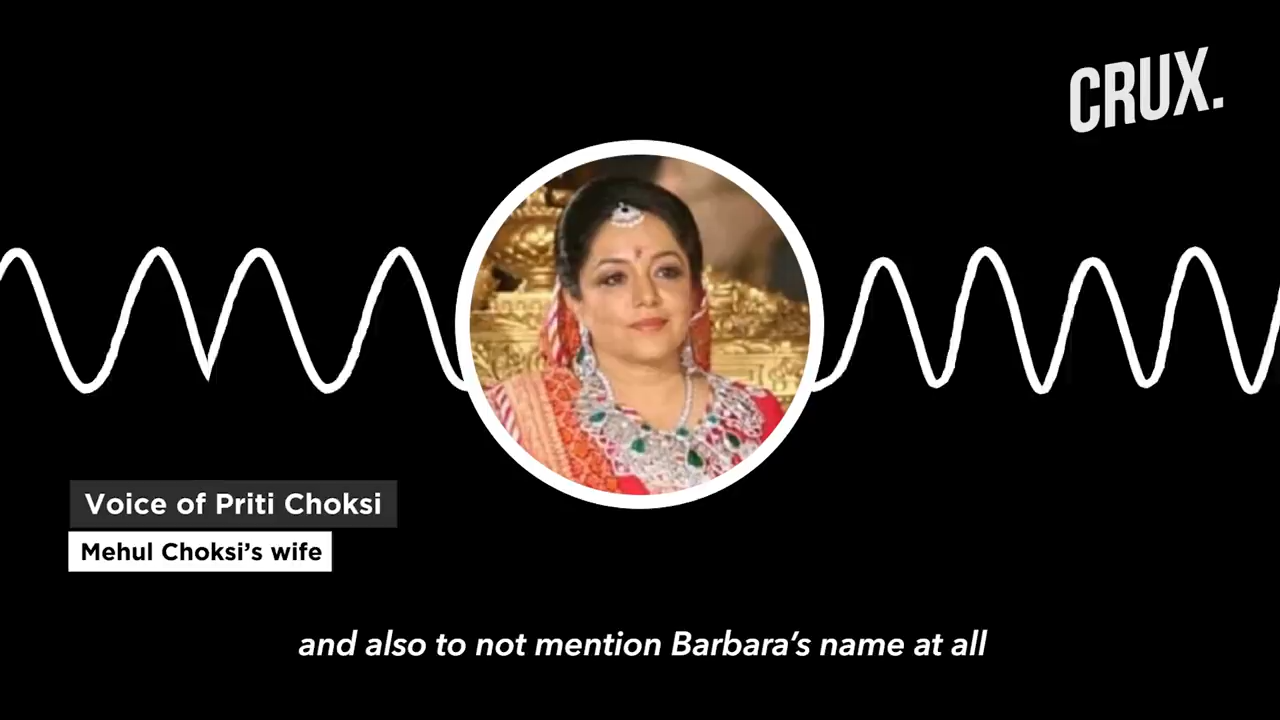 CRUX.
Voice of Priti Choksi
Mehul Choksi’s wife
and also to not mention Barbara’s name at all